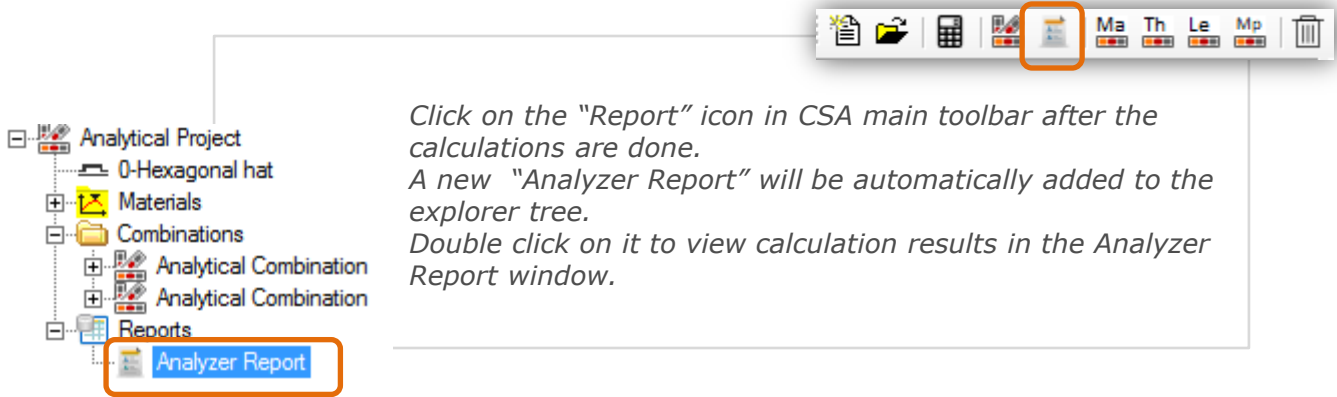 Ma Th Le Mp
Click on the “Report” icon in CSA main toolbar after the
calculations are done.
A new “Analyzer Report” will be automatically added to the
explorer tree.
Double click on it to view calculation results in the Analyzer
Report window.
Analytical Project
0-Hexagonal hat
Materials
Combinations
Analytical Combination
Analytical Combination
Reports
Analyzer Report